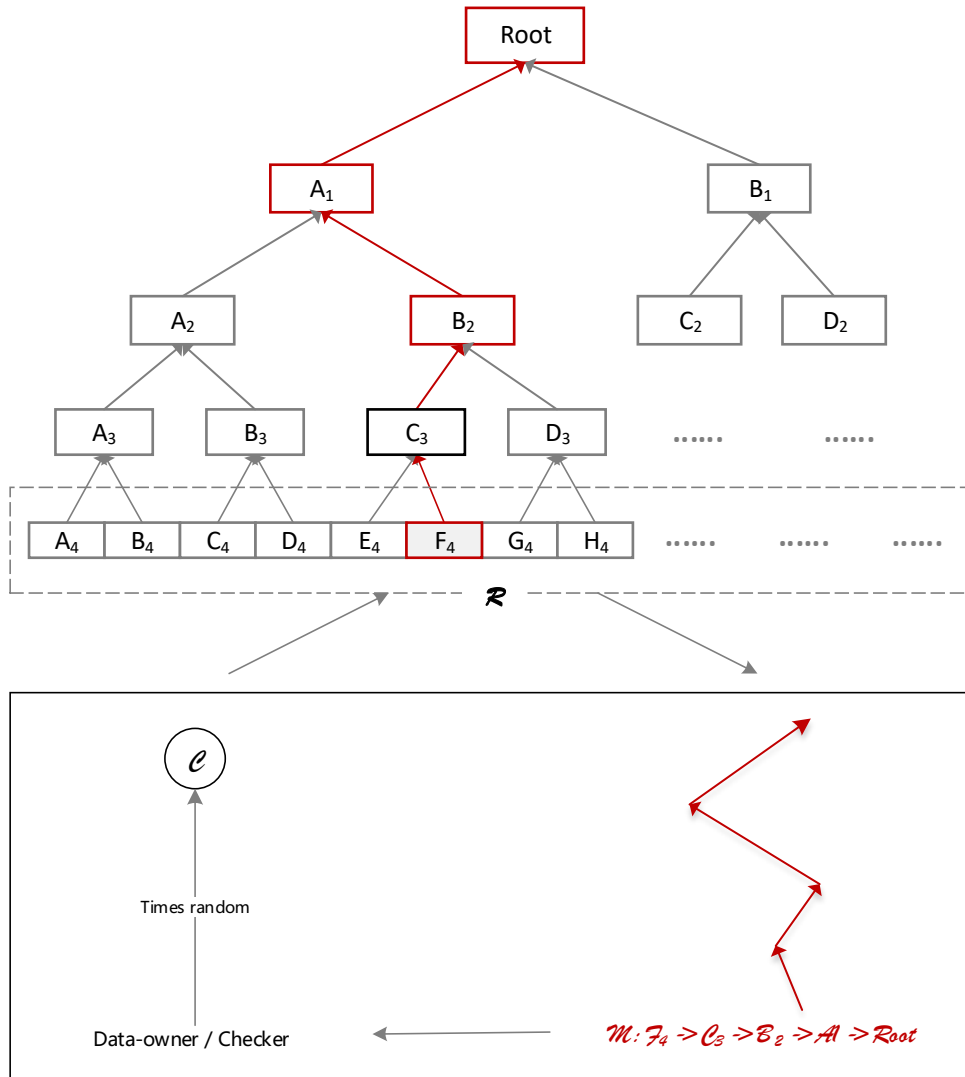 Root
A₁ B₁
A₂ B₂ C₂ D₂
A₃ B₃ C₃ D₃ ...... ......
A₄ B₄ C₄ D₄ E₄ F₄ G₄ H₄ ...... ...... ......
R
C
Times random
Data-owner / Checker M: F₄ ->C₃ ->B₂ ->A1 ->Root